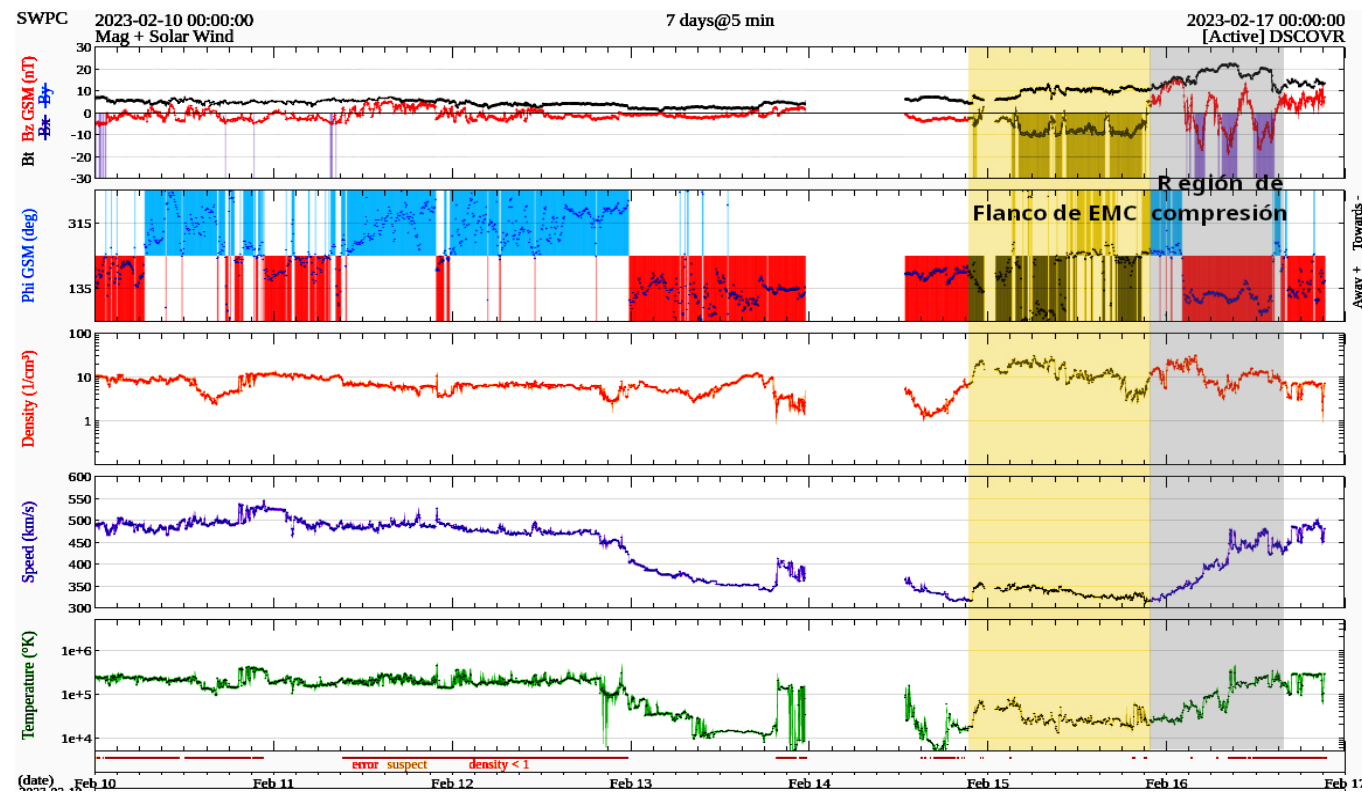 SWPC 2023-02-10 00:00:00 7 days@5 min 2023-02-17 00:00:00
Mag + Solar Wind [Active] DSCOVR
Bt Bz GSM (nT)
Bx By
30
20
10
0
-10
-20
-30
Phi GSM (deg)
315
135
Región de
Flanco de EMC compresión
Towards -
Away +
Density (1/cm³)
100
10
1
Speed (km/s)
600
550
500
450
400
350
300
Temperature (°K)
1e+6
1e+5
1e+4
error suspect density < 1
(date) Feb 10 Feb 11 Feb 12 Feb 13 Feb 14 Feb 15 Feb 16 Feb 17